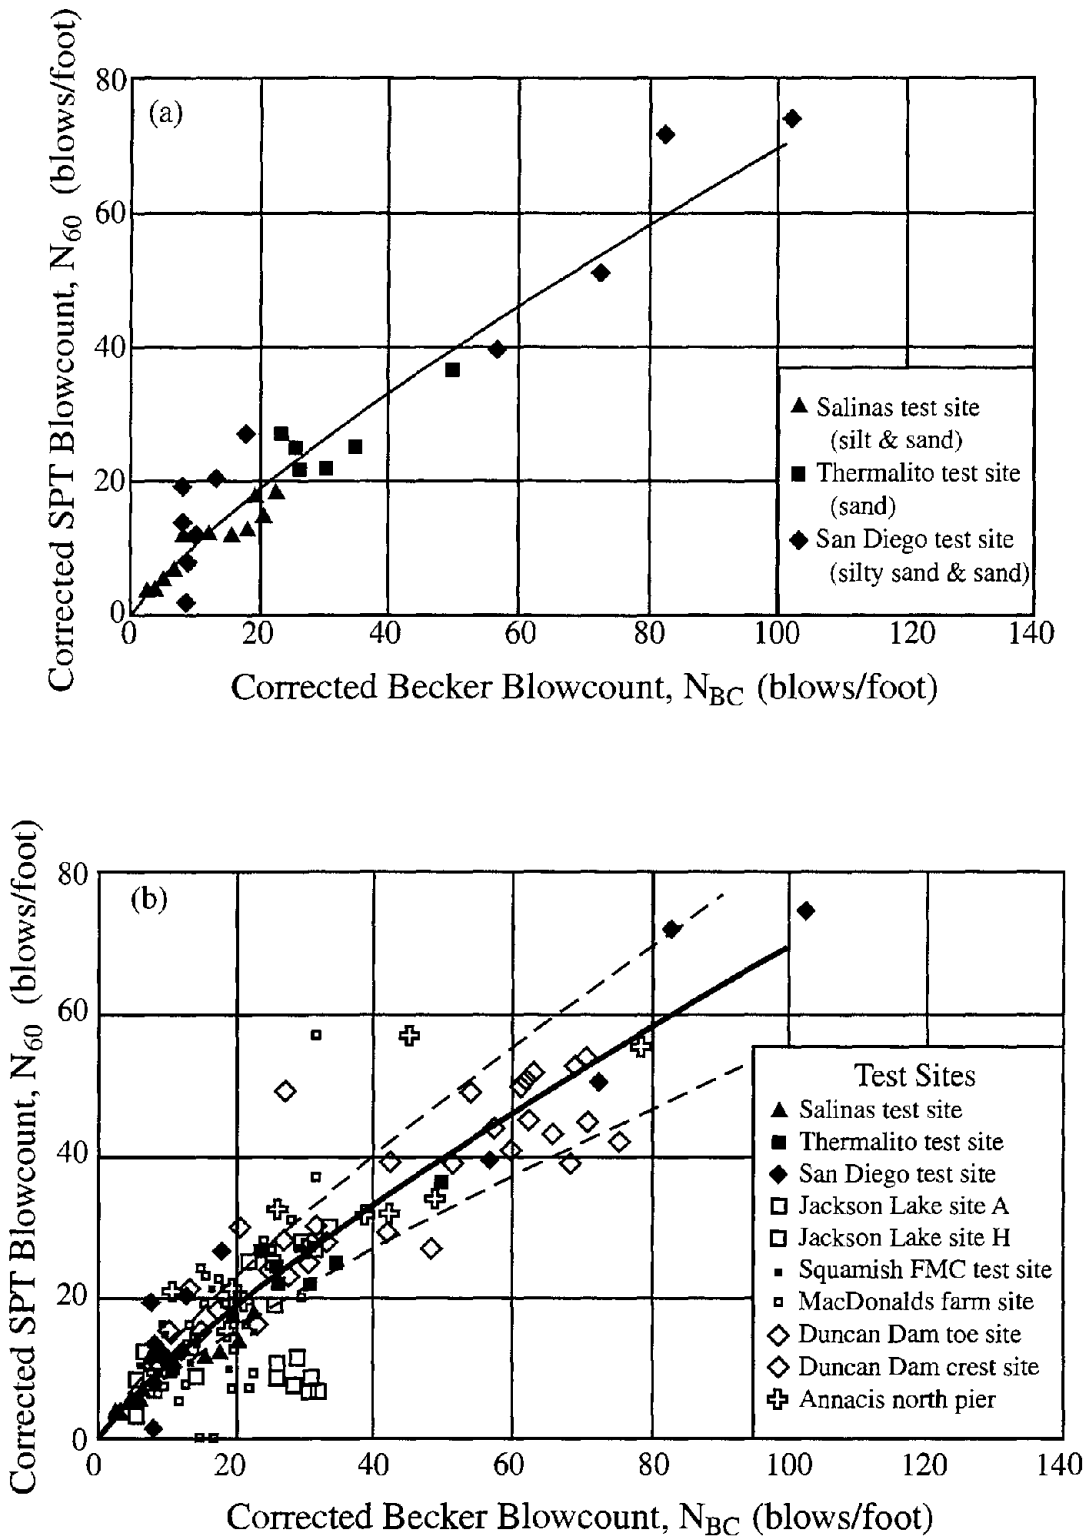 Corrected SPT Blowcount, N60 (blows/foot)
80
(a)
60
40
▲ Salinas test site
(silt & sand)
■ Thermalito test site
(sand)
◆ San Diego test site
(silty sand & sand)
20
0
0 20 40 60 80 100 120 140
Corrected Becker Blowcount, NBC (blows/foot)
Corrected SPT Blowcount, N60 (blows/foot)
80
(b)
60
Test Sites
Salinas test site
Thermalito test site
San Diego test site
Jackson Lake site A
Jackson Lake site H
Squamish FMC test site
MacDonalds farm site
Duncan Dam toe site
Duncan Dam crest site
Annacis north pier
40
20
0
0 20 40 60 80 100 120 140
Corrected Becker Blowcount, NBC (blows/foot)